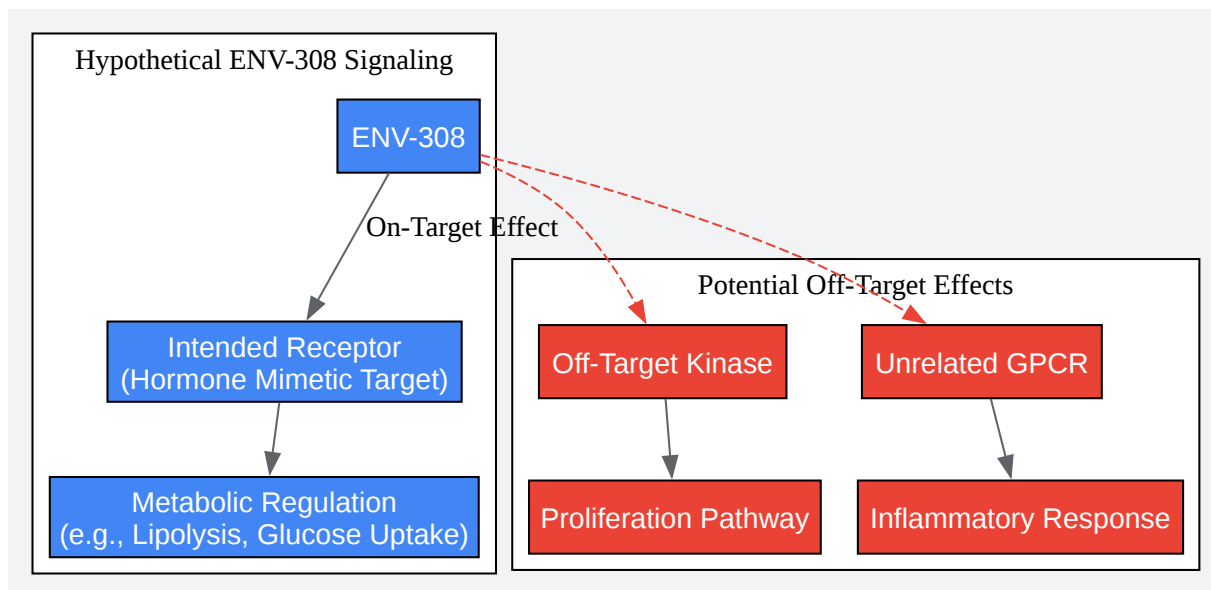 Hypothetical ENV-308 Signaling
ENV-308
On-Target Effect
Intended Receptor
(Hormone Mimetic Target)
Metabolic Regulation
(e.g., Lipolysis, Glucose Uptake)
Potential Off-Target Effects
Off-Target Kinase
Unrelated GPCR
Proliferation Pathway
Inflammatory Response